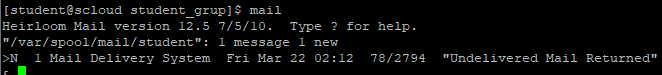 [student@scloud student_grup]$ mail
Heirloom Mail version 12.5 7/5/10.  Type ? for help.
"/var/spool/mail/student": 1 message 1 new
>N  1 Mail Delivery System  Fri Mar 22 02:12  78/2794  "Undelivered Mail Returned"